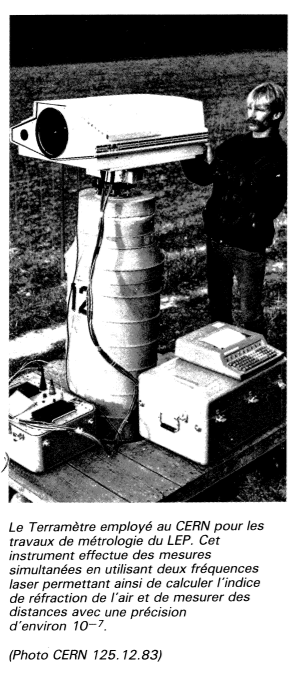 12
Le Terramètre employé au CERN pour les
travaux de métrologie du LEP. Cet
instrument effectue des mesures
simultanées en utilisant deux fréquences
laser permettant ainsi de calculer l'indice
de réfraction de l'air et de mesurer des
distances avec une précision
d'environ 10⁻⁷.
(Photo CERN 125.12.83)